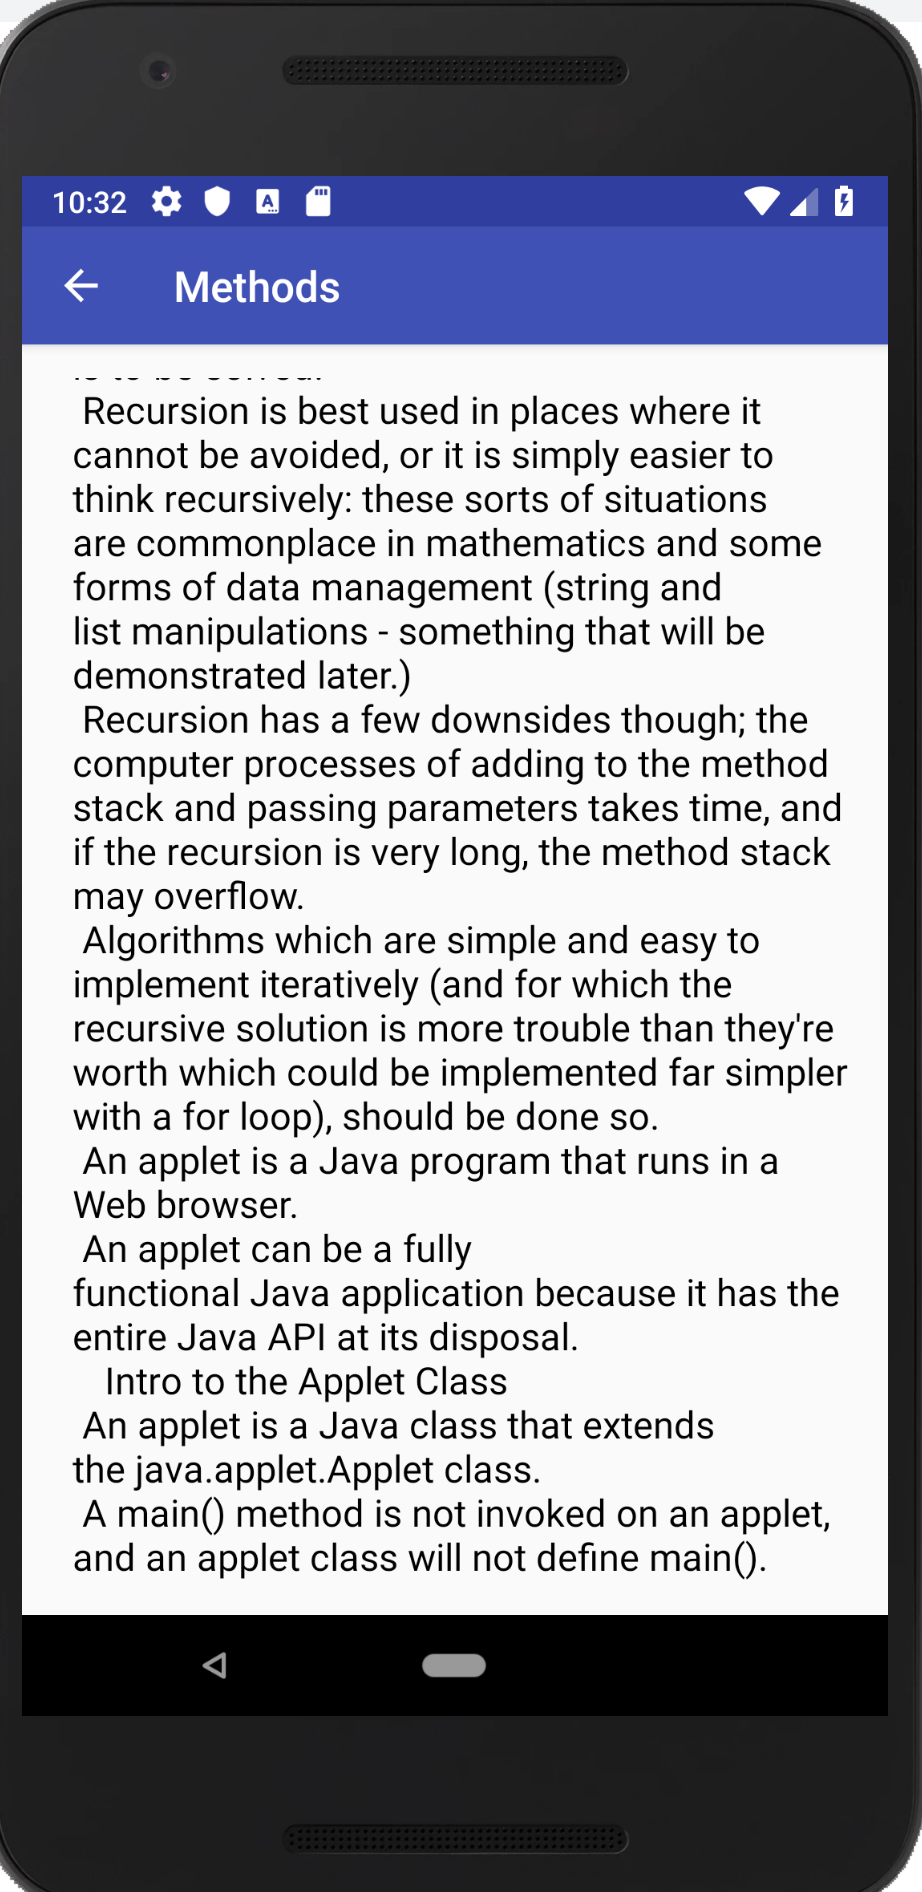 10:32
Methods
Recursion is best used in places where it
cannot be avoided, or it is simply easier to
think recursively: these sorts of situations
are commonplace in mathematics and some
forms of data management (string and
list manipulations - something that will be
demonstrated later.)
Recursion has a few downsides though; the
computer processes of adding to the method
stack and passing parameters takes time, and
if the recursion is very long, the method stack
may overflow.
Algorithms which are simple and easy to
implement iteratively (and for which the
recursive solution is more trouble than they're
worth which could be implemented far simpler
with a for loop), should be done so.
An applet is a Java program that runs in a
Web browser.
An applet can be a fully
functional Java application because it has the
entire Java API at its disposal.
Intro to the Applet Class
An applet is a Java class that extends
the java.applet.Applet class.
A main() method is not invoked on an applet,
and an applet class will not define main().